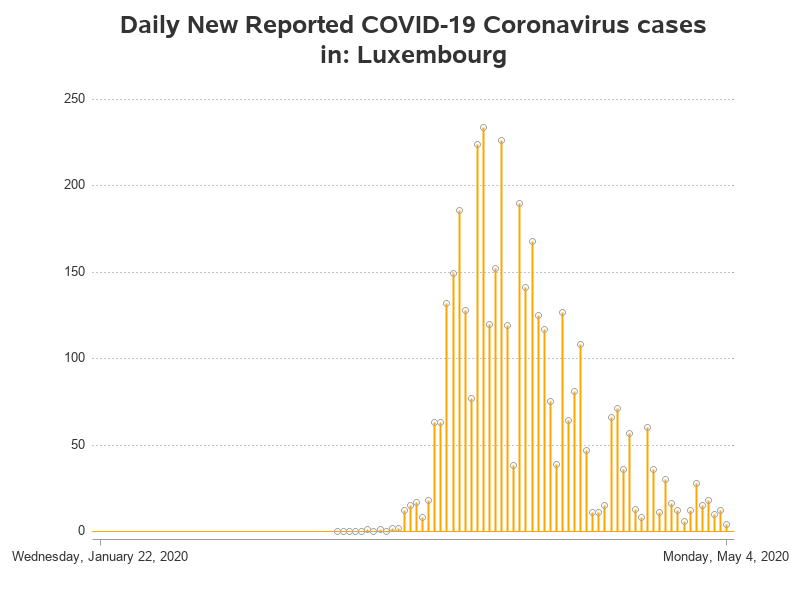 Daily New Reported COVID-19 Coronavirus cases
in: Luxembourg
250
200
150
100
50
0
Wednesday, January 22, 2020
Monday, May 4, 2020